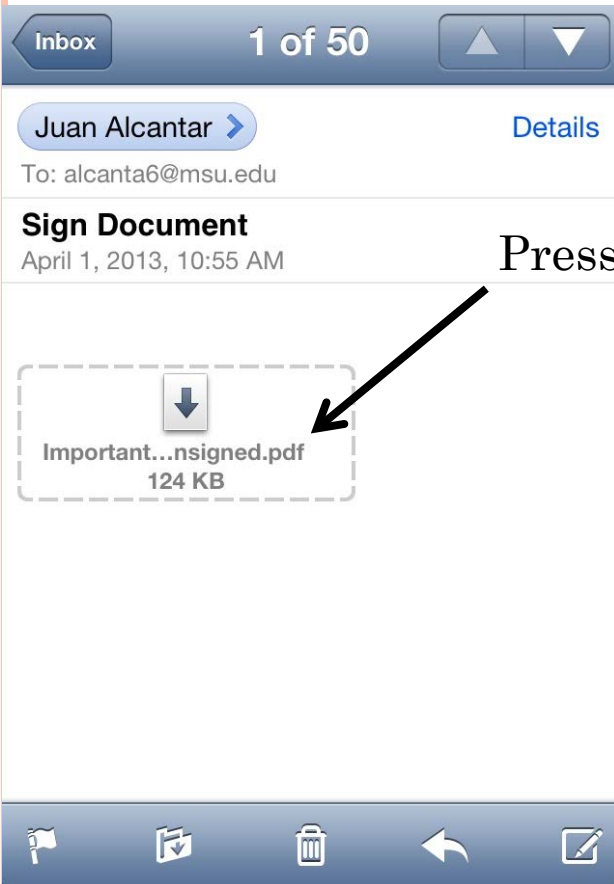 Inbox
1 of 50
Juan Alcantar
Details
To: alcanta6@msu.edu
Sign Document
April 1, 2013, 10:55 AM
Press
Important...nsigned.pdf
124 KB